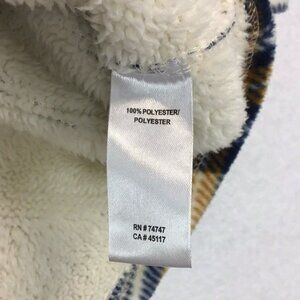 100% POLYESTER/
POLYESTER
RN # 74747
CA # 45117